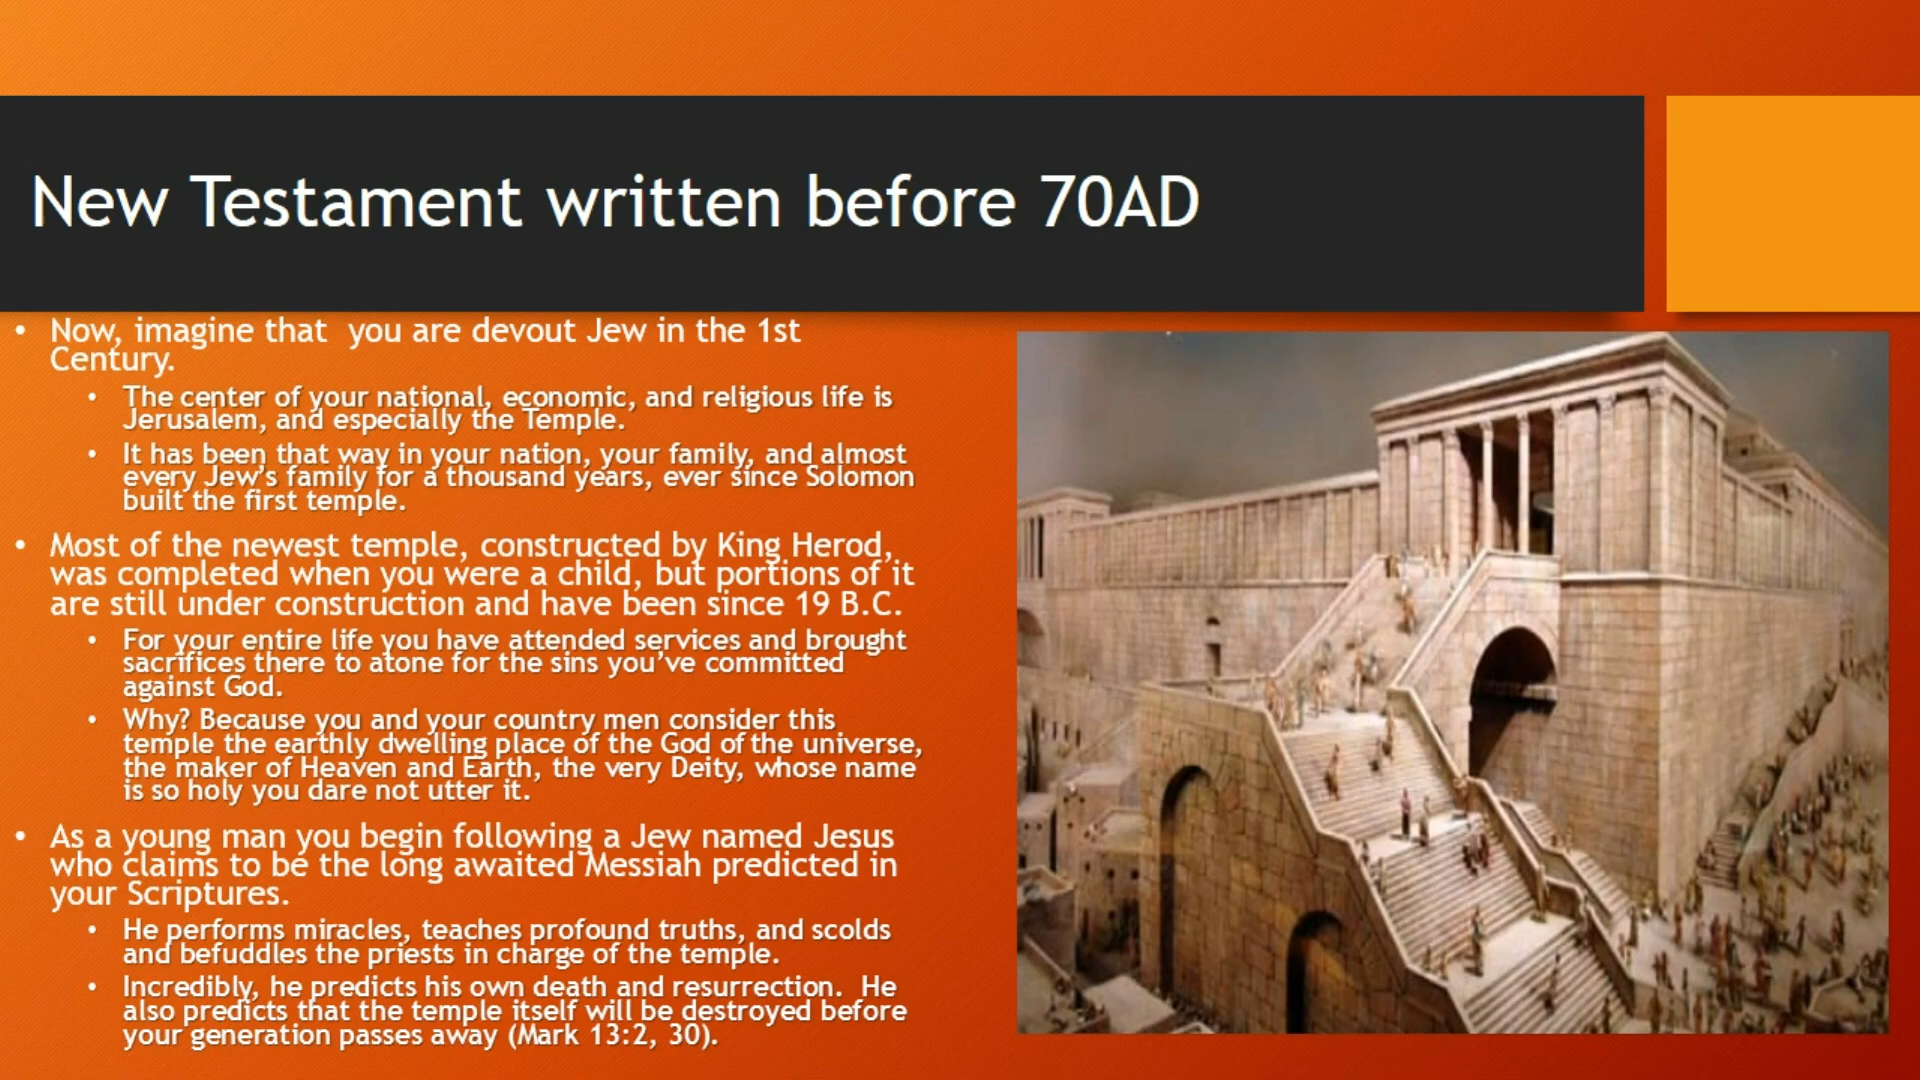 New Testament written before 70AD
• Now, imagine that  you are devout Jew in the 1st
Century.
• The center of your national, economic, and religious life is
Jerusalem, and especially the Temple.
• It has been that way in your nation, your family, and almost
every Jew's family for a thousand years, ever since Solomon
built the first temple.
• Most of the newest temple, constructed by King Herod,
was completed when you were a child, but portions of it
are still under construction and have been since 19 B.C.
• For your entire life you have attended services and brought
sacrifices there to atone for the sins you've committed
against God.
• Why? Because you and your country men consider this
temple the earthly dwelling place of the God of the universe,
the maker of Heaven and Earth, the very Deity, whose name
is so holy you dare not utter it.
• As a young man you begin following a Jew named Jesus
who claims to be the long awaited Messiah predicted in
your Scriptures.
• He performs miracles, teaches profound truths, and scolds
and befuddles the priests in charge of the temple.
• Incredibly, he predicts his own death and resurrection.  He
also predicts that the temple itself will be destroyed before
your generation passes away (Mark 13:2, 30).